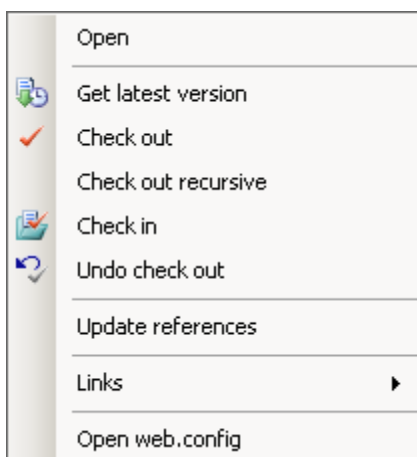 Open
Get latest version
Check out
Check out recursive
Check in
Undo check out
Update references
Links
Open web.config